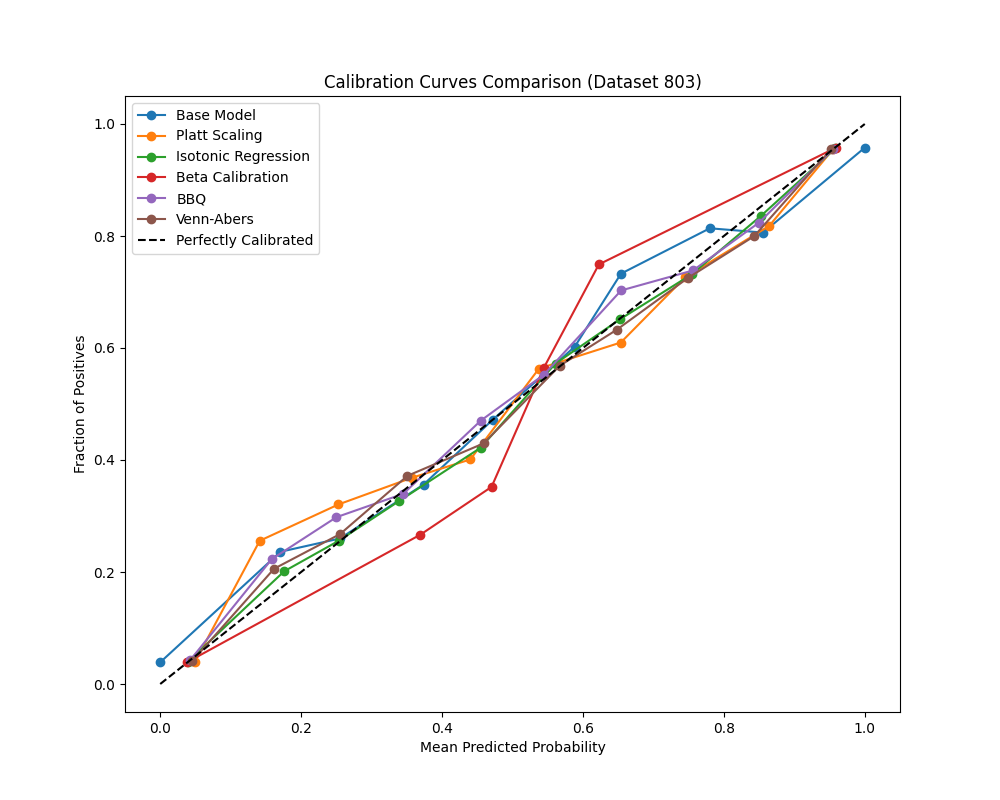 Calibration Curves Comparison (Dataset 803)
Base Model
Platt Scaling
Isotonic Regression
Beta Calibration
BBQ
Venn-Abers
Perfectly Calibrated
Fraction of Positives
1.0
0.8
0.6
0.4
0.2
0.0
0.0 0.2 0.4 0.6 0.8 1.0
Mean Predicted Probability